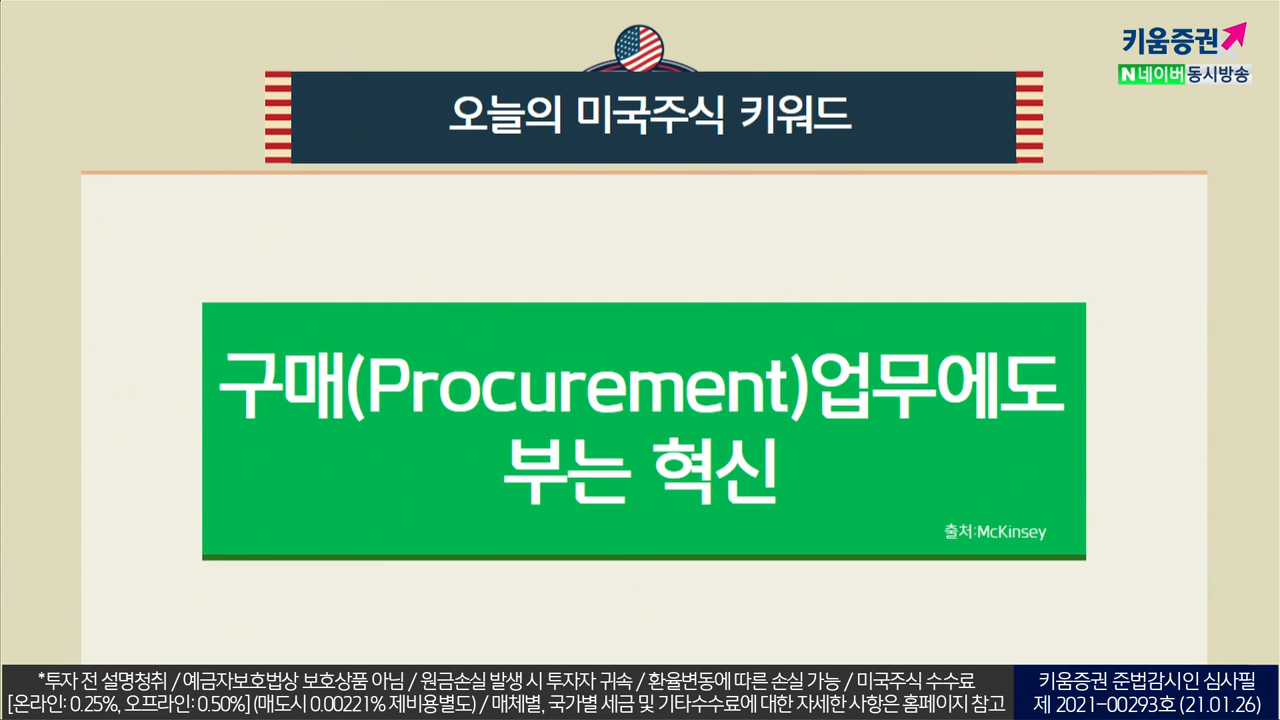 키움증권
N 네이버 동시방송
오늘의 미국주식 키워드
구매(Procurement)업무에도
부는 혁신
출처:McKinsey
*투자 전 설명청취 / 예금자보호법상 보호상품 아님 / 원금손실 발생 시 투자자 귀속 / 환율변동에 따른 손실 가능 / 미국주식 수수료
[온라인: 0.25%, 오프라인: 0.50%] (매도시 0.00221% 제비용별도) / 매체별, 국가별 세금 및 기타수수료에 대한 자세한 사항은 홈페이지 참고
키움증권 준법감시인 심사필
제 2021-00293호 (21.01.26)